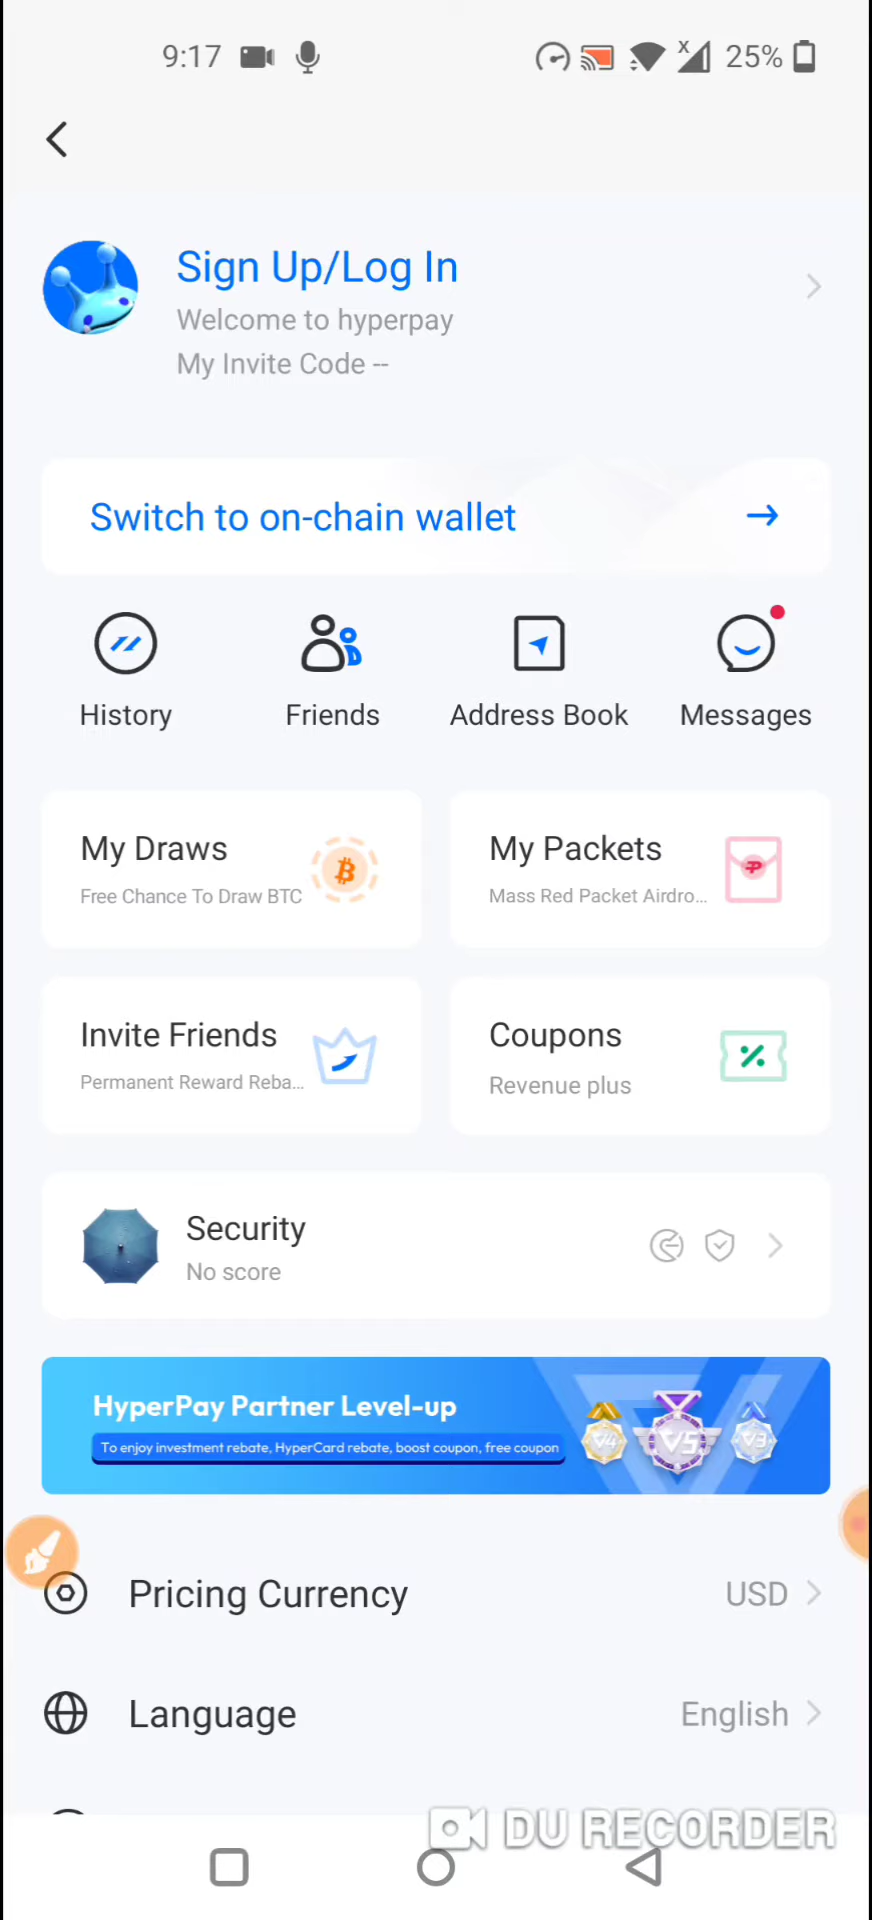 9:17
X 25%
Sign Up/Log In
Welcome to hyperpay
My Invite Code --
Switch to on-chain wallet
History Friends Address Book Messages
My Draws
Free Chance To Draw BTC
My Packets
Mass Red Packet Airdro...
Invite Friends
Permanent Reward Reba...
Coupons
Revenue plus
Security
No score
HyperPay Partner Level-up
To enjoy investment rebate, HyperCard rebate, boost coupon, free coupon
V4 V5 V3
Pricing Currency USD
Language English
DU RECORDER